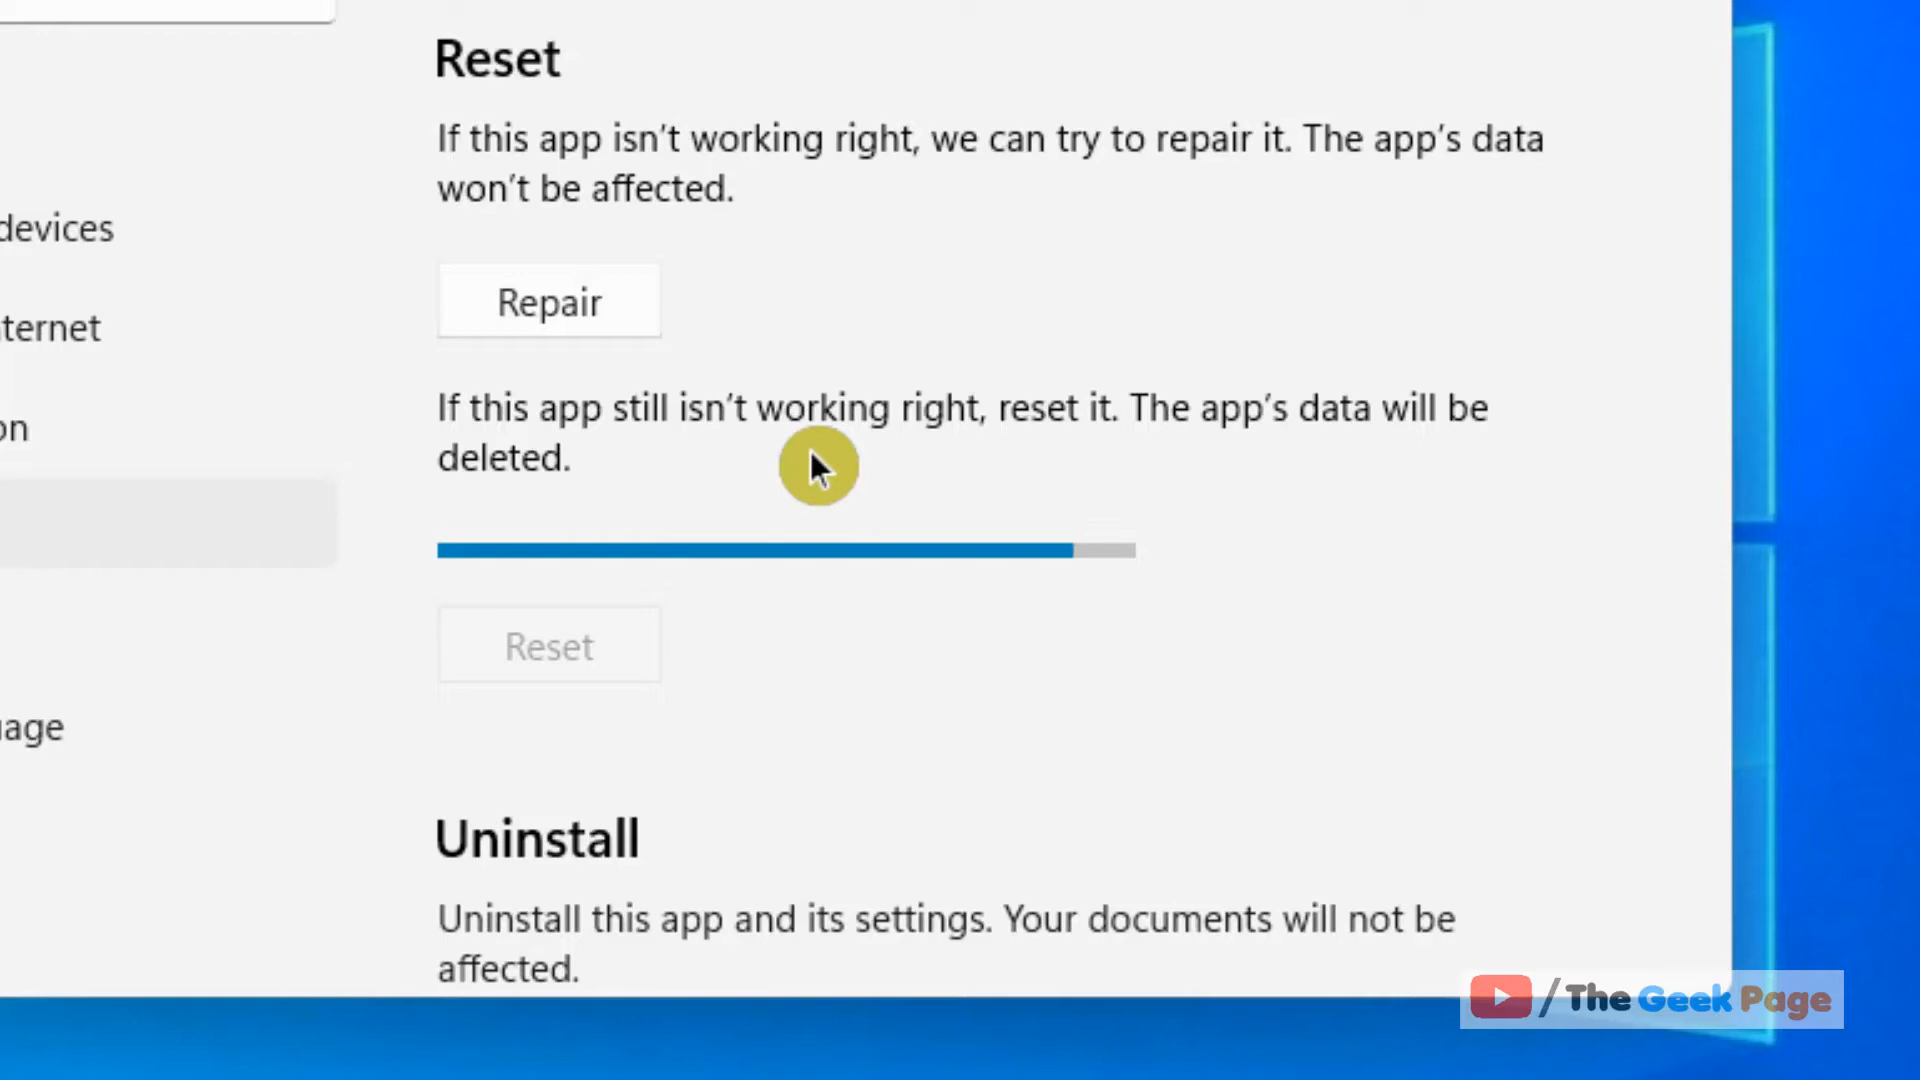 Reset
If this app isn’t working right, we can try to repair it. The app’s data
won’t be affected.
devices
Repair
ternet
If this app still isn’t working right, reset it. The app’s data will be
on
deleted.
Reset
uage
Uninstall
Uninstall this app and its settings. Your documents will not be
affected.
/The Geek Page